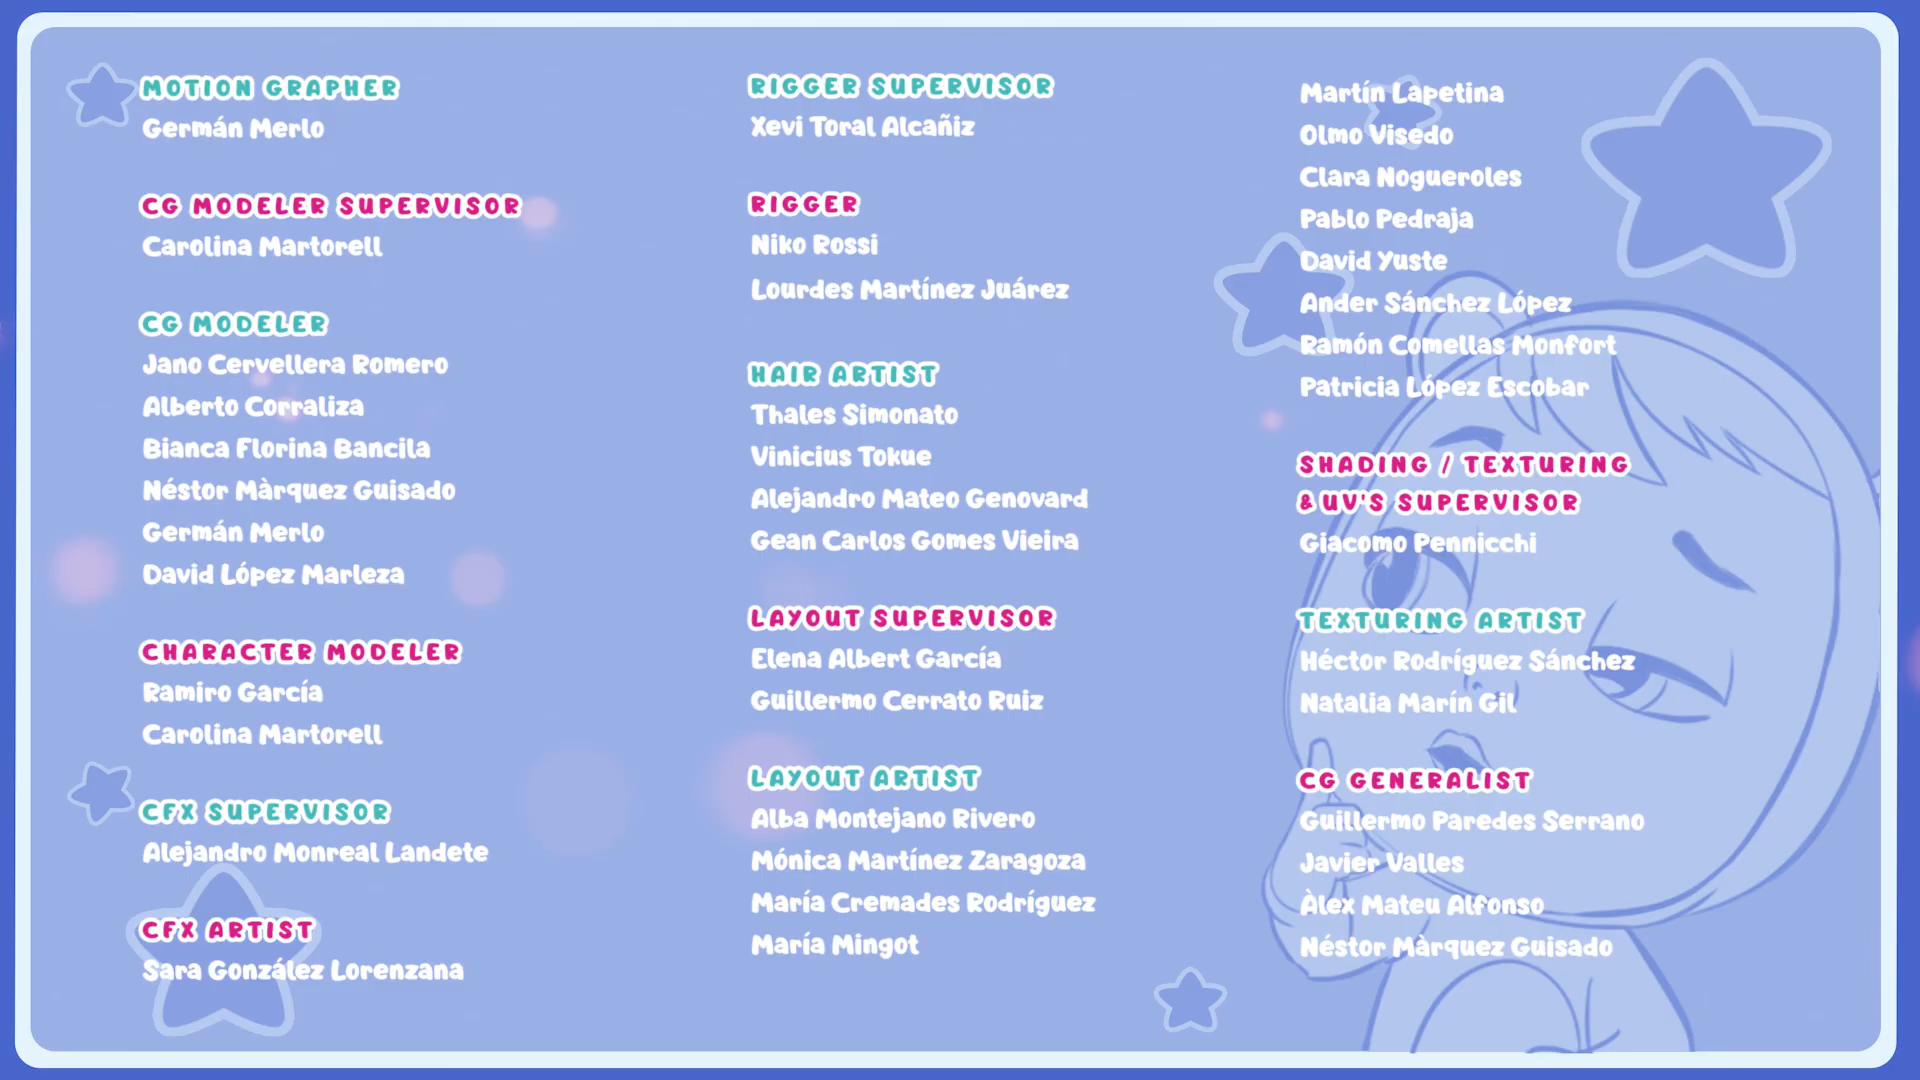 MOTION GRAPHER
Germán Merlo
CG MODELER SUPERVISOR
Carolina Martorell
CG MODELER
Jano Cervellera Romero
Alberto Corraliza
Bianca Florina Bancila
Néstor Màrquez Guisado
Germán Merlo
David López Marleza
CHARACTER MODELER
Ramiro García
Carolina Martorell
CFX SUPERVISOR
Alejandro Monreal Landete
CFX ARTIST
Sara González Lorenzana
RIGGER SUPERVISOR
Xevi Toral Alcañiz
RIGGER
Niko Rossi
Lourdes Martínez Juárez
HAIR ARTIST
Thales Simonato
Vinicius Tokue
Alejandro Mateo Genovard
Gean Carlos Gomes Vieira
LAYOUT SUPERVISOR
Elena Albert García
Guillermo Cerrato Ruiz
LAYOUT ARTIST
Alba Montejano Rivero
Mónica Martínez Zaragoza
María Cremades Rodríguez
María Mingot
Martín Lapetina
Olmo Visedo
Clara Nogueroles
Pablo Pedraja
David Yuste
Ander Sánchez López
Ramón Comellas Monfort
Patricia López Escobar
SHADING / TEXTURING
& UV'S SUPERVISOR
Giacomo Pennicchi
TEXTURING ARTIST
Héctor Rodríguez Sánchez
Natalia Marín Gil
CG GENERALIST
Guillermo Paredes Serrano
Javier Valles
Àlex Mateu Alfonso
Néstor Màrquez Guisado